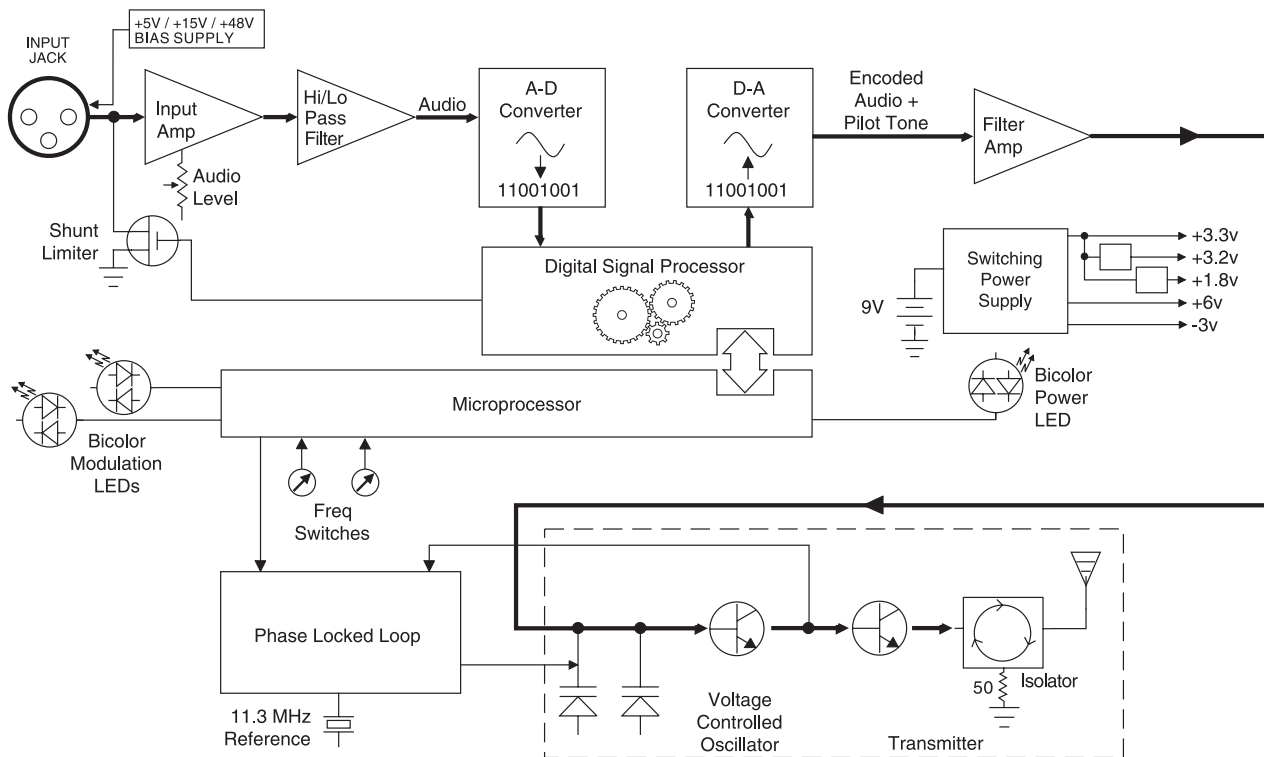 +5V / +15V / +48V
BIAS SUPPLY
INPUT
JACK
Input
Amp
Hi/Lo
Pass
Filter
Audio
A-D
Converter
11001001
D-A
Converter
11001001
Encoded
Audio +
Pilot Tone
Filter
Amp
Audio
Level
Shunt
Limiter
Digital Signal Processor
Switching
Power
Supply
+3.3v
+3.2v
+1.8v
+6v
-3v
9V
Microprocessor
Bicolor
Power
LED
Bicolor
Modulation
LEDs
Freq
Switches
Phase Locked Loop
11.3 MHz
Reference
Voltage
Controlled
Oscillator
50
Isolator
Transmitter